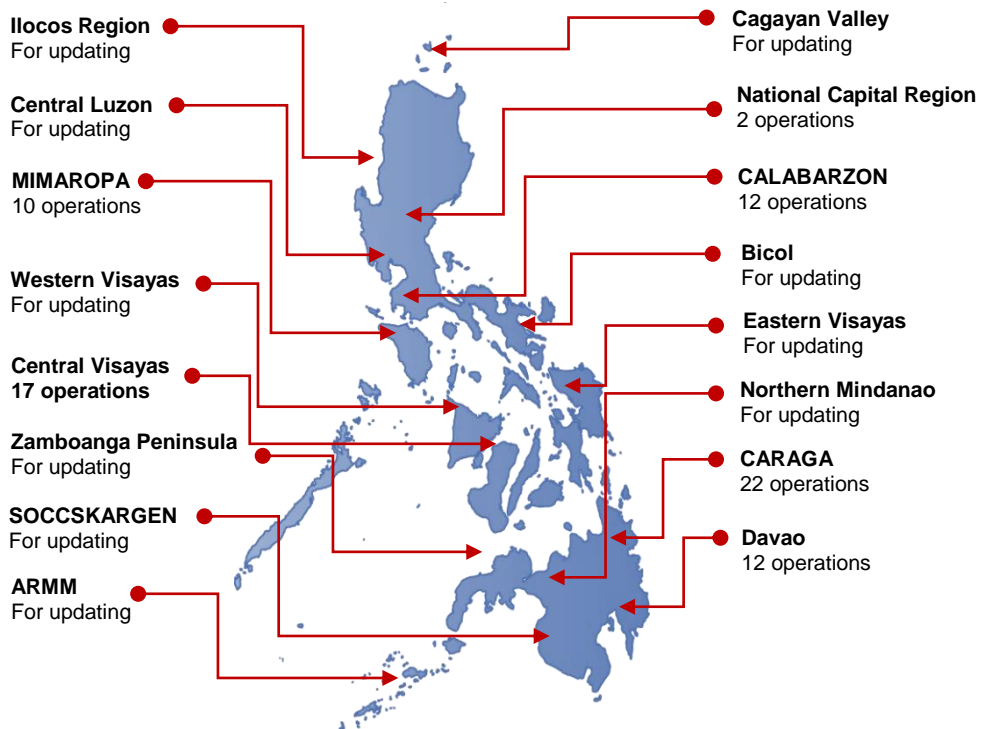 Ilocos Region
For updating
Central Luzon
For updating
MIMAROPA
10 operations
Western Visayas
For updating
Central Visayas
17 operations
Zamboanga Peninsula
For updating
SOCCSKARGEN
For updating
ARMM
For updating
Cagayan Valley
For updating
National Capital Region
2 operations
CALABARZON
12 operations
Bicol
For updating
Eastern Visayas
For updating
Northern Mindanao
For updating
CARAGA
22 operations
Davao
12 operations